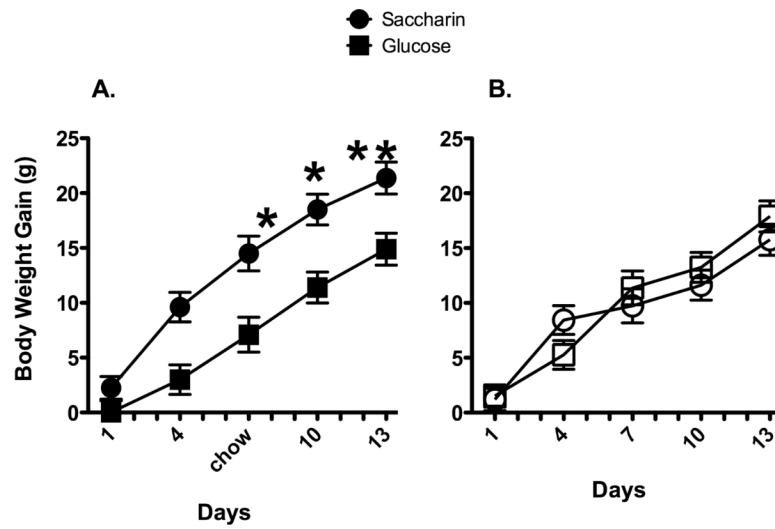 Saccharin
Glucose
A.
B.
Body Weight Gain (g)
25
20
15
10
5
0
* * * *
1 4 chow 10 13
Days
25
20
15
10
5
0
1 4 7 10 13
Days